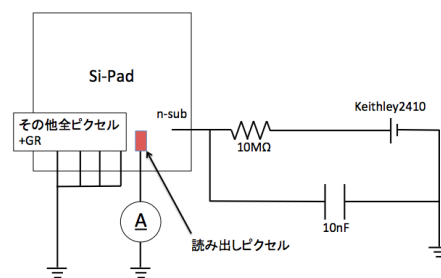 Si-Pad
n-sub
Keithley2410
その他全ピクセル
+GR
10MΩ
A
10nF
読み出しピクセル